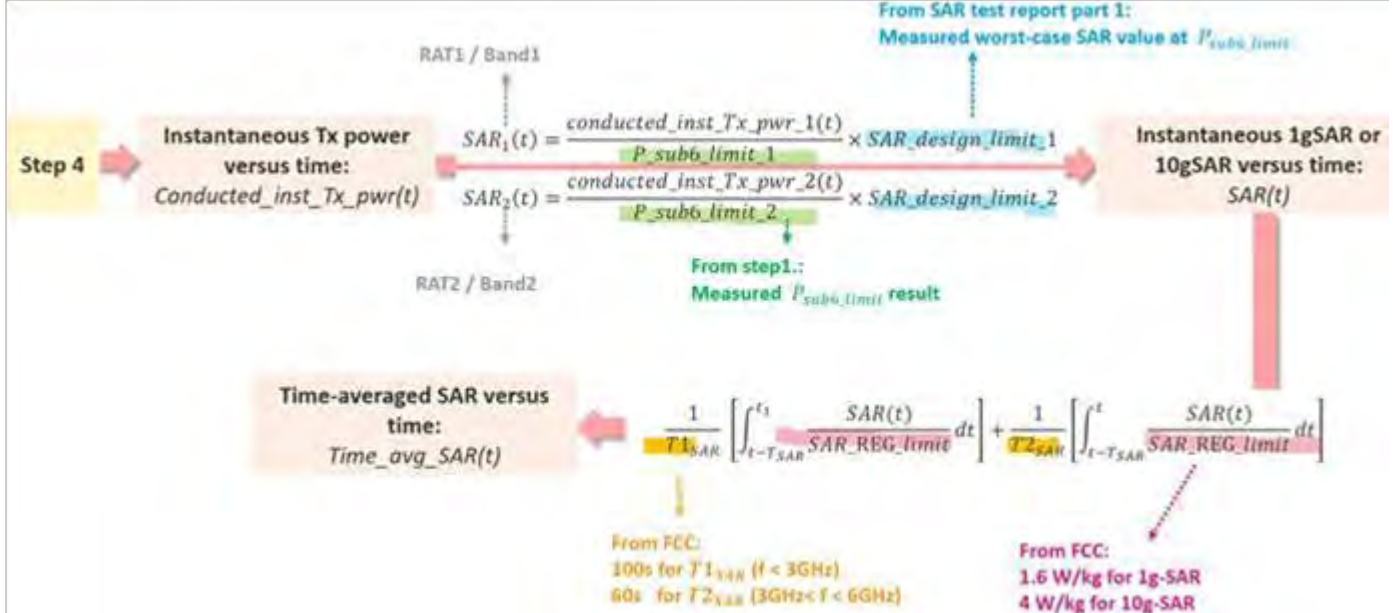 From SAR test report part 1:
Measured worst-case SAR value at P_sub6_limit
RAT1 / Band1
Step 4
Instantaneous Tx power
versus time:
Conducted_inst_Tx_pwr(t)
SAR₁(t) = conducted_inst_Tx_pwr_1(t) / P_sub6_limit_1 × SAR_design_limit_1
SAR₂(t) = conducted_inst_Tx_pwr_2(t) / P_sub6_limit_2 × SAR_design_limit_2
Instantaneous 1gSAR or
10gSAR versus time:
SAR(t)
RAT2 / Band2
From step1.:
Measured P_sub6_limit result
Time-averaged SAR versus
time:
Time_avg_SAR(t)
1/T1_SAR [∫_{t−T_SAR}^{t₁} SAR(t)/SAR_REG_limit dt] + 1/T2_SAR [∫_{t−T_SAR}^{t} SAR(t)/SAR_REG_limit dt]
From FCC:
100s for T1_SAR (f < 3GHz)
60s for T2_SAR (3GHz< f < 6GHz)
From FCC:
1.6 W/kg for 1g-SAR
4 W/kg for 10g-SAR